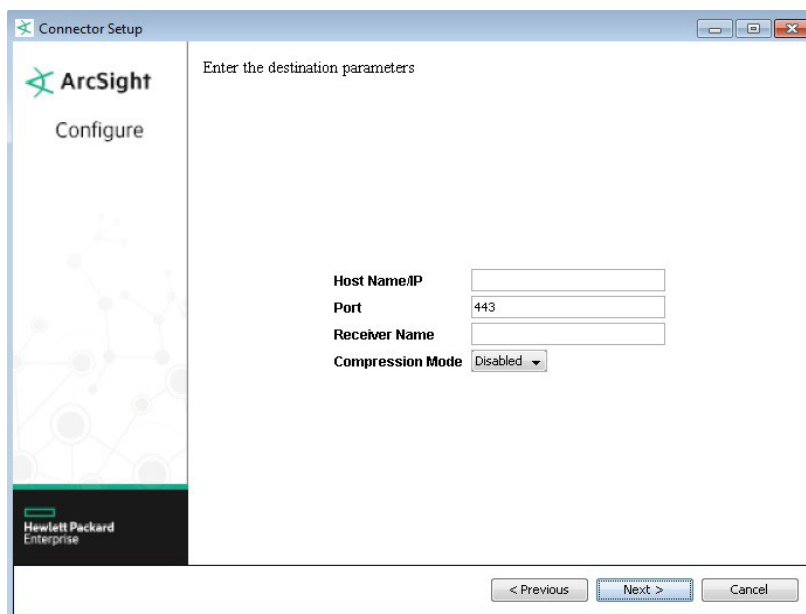 Connector Setup
ArcSight
Configure
Enter the destination parameters
Host Name/IP
Port 443
Receiver Name
Compression Mode Disabled
Hewlett Packard
Enterprise
< Previous Next > Cancel